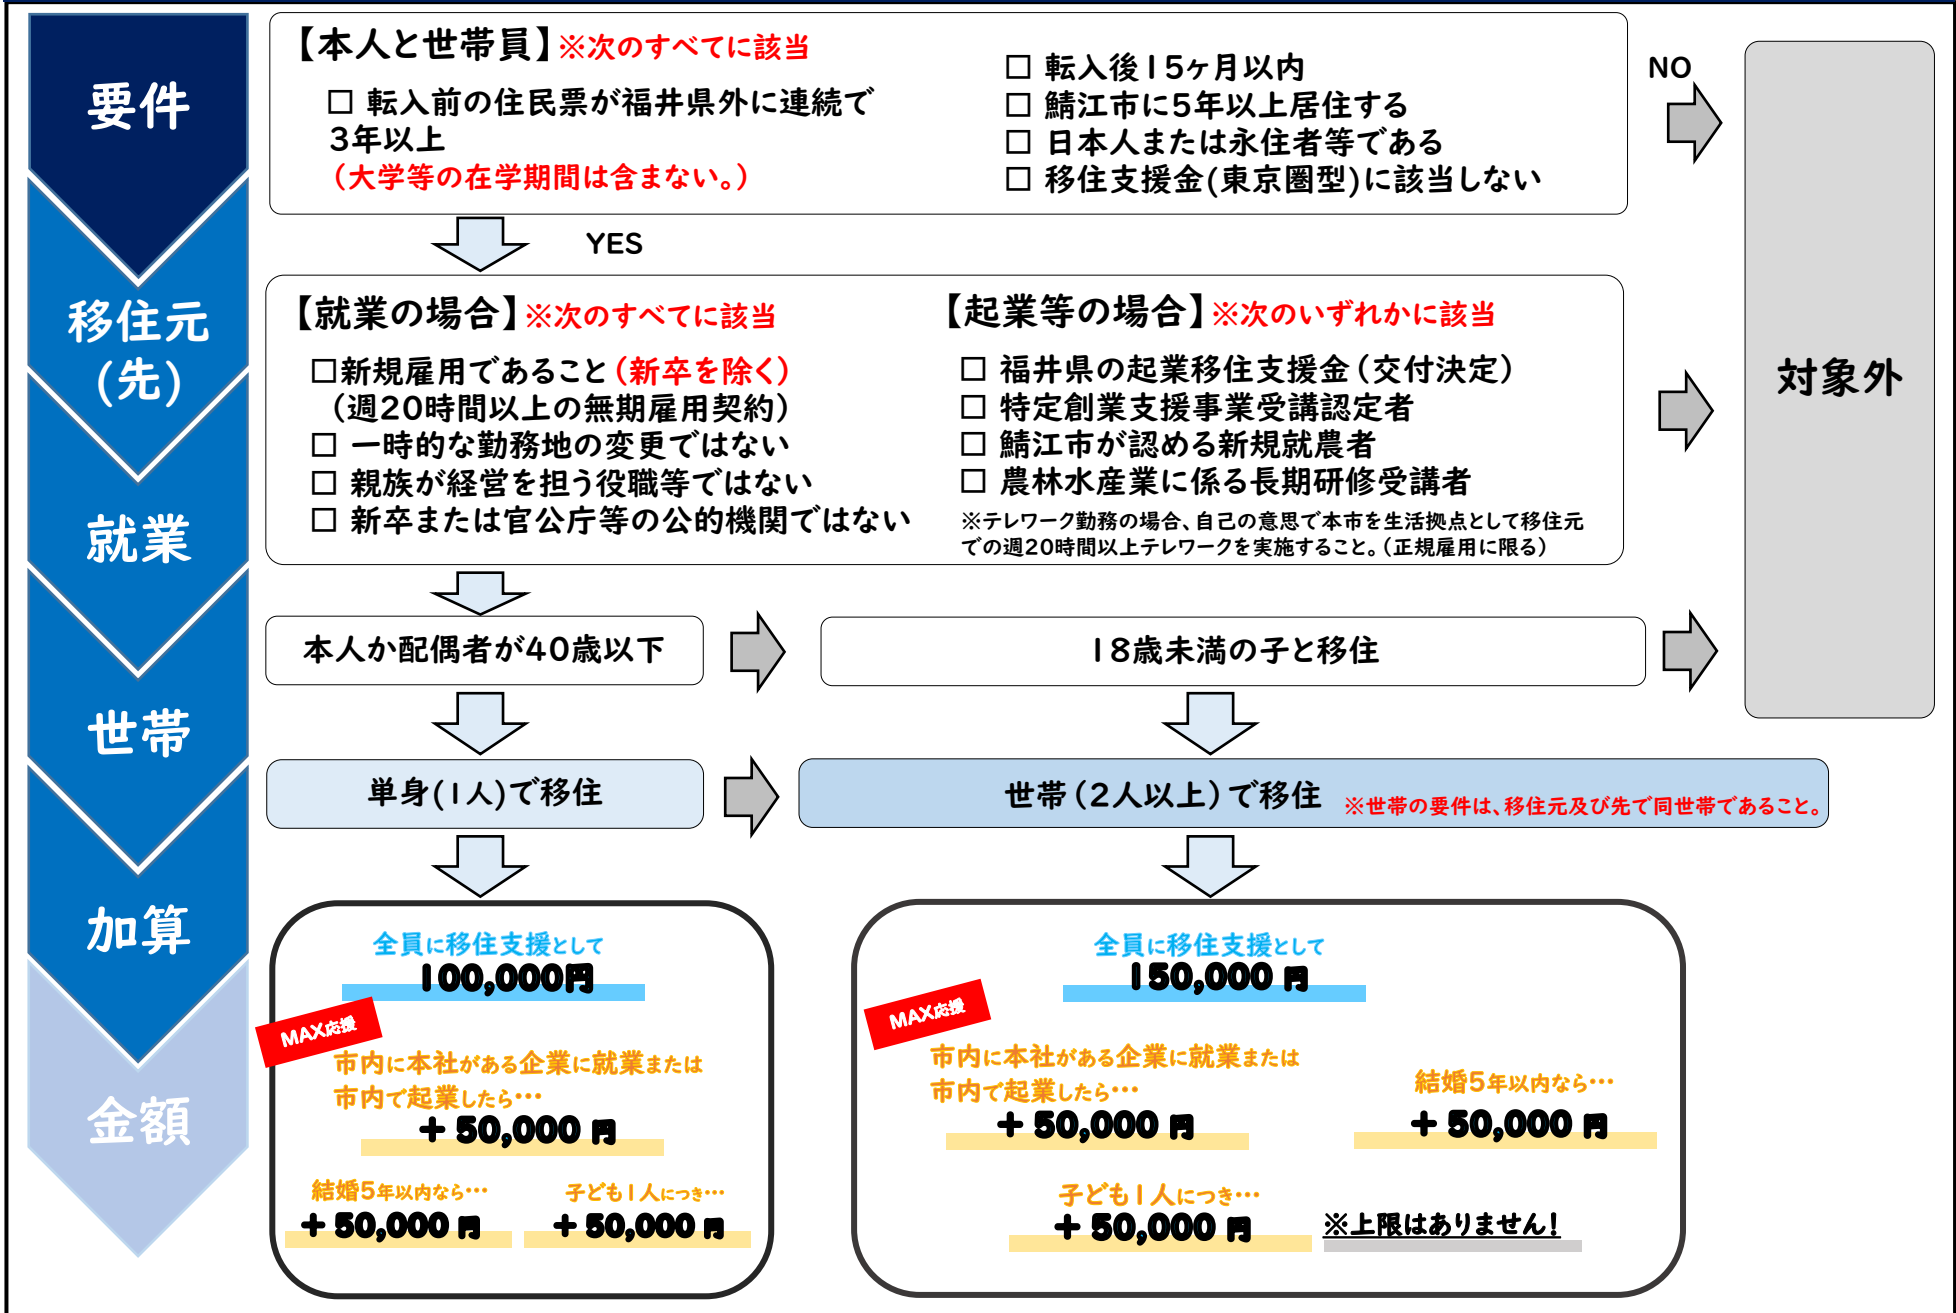 要件
移住元
(先)
就業
世帯
加算
金額
【本人と世帯員】※次のすべてに該当
□ 転入前の住民票が福井県外に連続で
3年以上
（大学等の在学期間は含まない。）
□ 転入後15ヶ月以内
□ 鯖江市に5年以上居住する
□ 日本人または永住者等である
□ 移住支援金(東京圏型)に該当しない
NO
対象外
YES
【就業の場合】※次のすべてに該当
□新規雇用であること（新卒を除く）
（週20時間以上の無期雇用契約）
□ 一時的な勤務地の変更ではない
□ 親族が経営を担う役職等ではない
□ 新卒または官公庁等の公的機関ではない
【起業等の場合】※次のいずれかに該当
□ 福井県の起業移住支援金（交付決定）
□ 特定創業支援事業受講認定者
□ 鯖江市が認める新規就農者
□ 農林水産業に係る長期研修受講者
※テレワーク勤務の場合、自己の意思で本市を生活拠点として移住元
での週20時間以上テレワークを実施すること。（正規雇用に限る）
本人か配偶者が40歳以下
18歳未満の子と移住
単身(1人)で移住
世帯（2人以上）で移住 ※世帯の要件は、移住元及び先で同世帯であること。
全員に移住支援として
100,000円
MAX応援
市内に本社がある企業に就業または
市内で起業したら…
＋50,000円
結婚5年以内なら…
＋50,000円
子ども1人につき…
＋50,000円
全員に移住支援として
150,000円
MAX応援
市内に本社がある企業に就業または
市内で起業したら…
＋50,000円
結婚5年以内なら…
＋50,000円
子ども1人につき…
＋50,000円
※上限はありません！